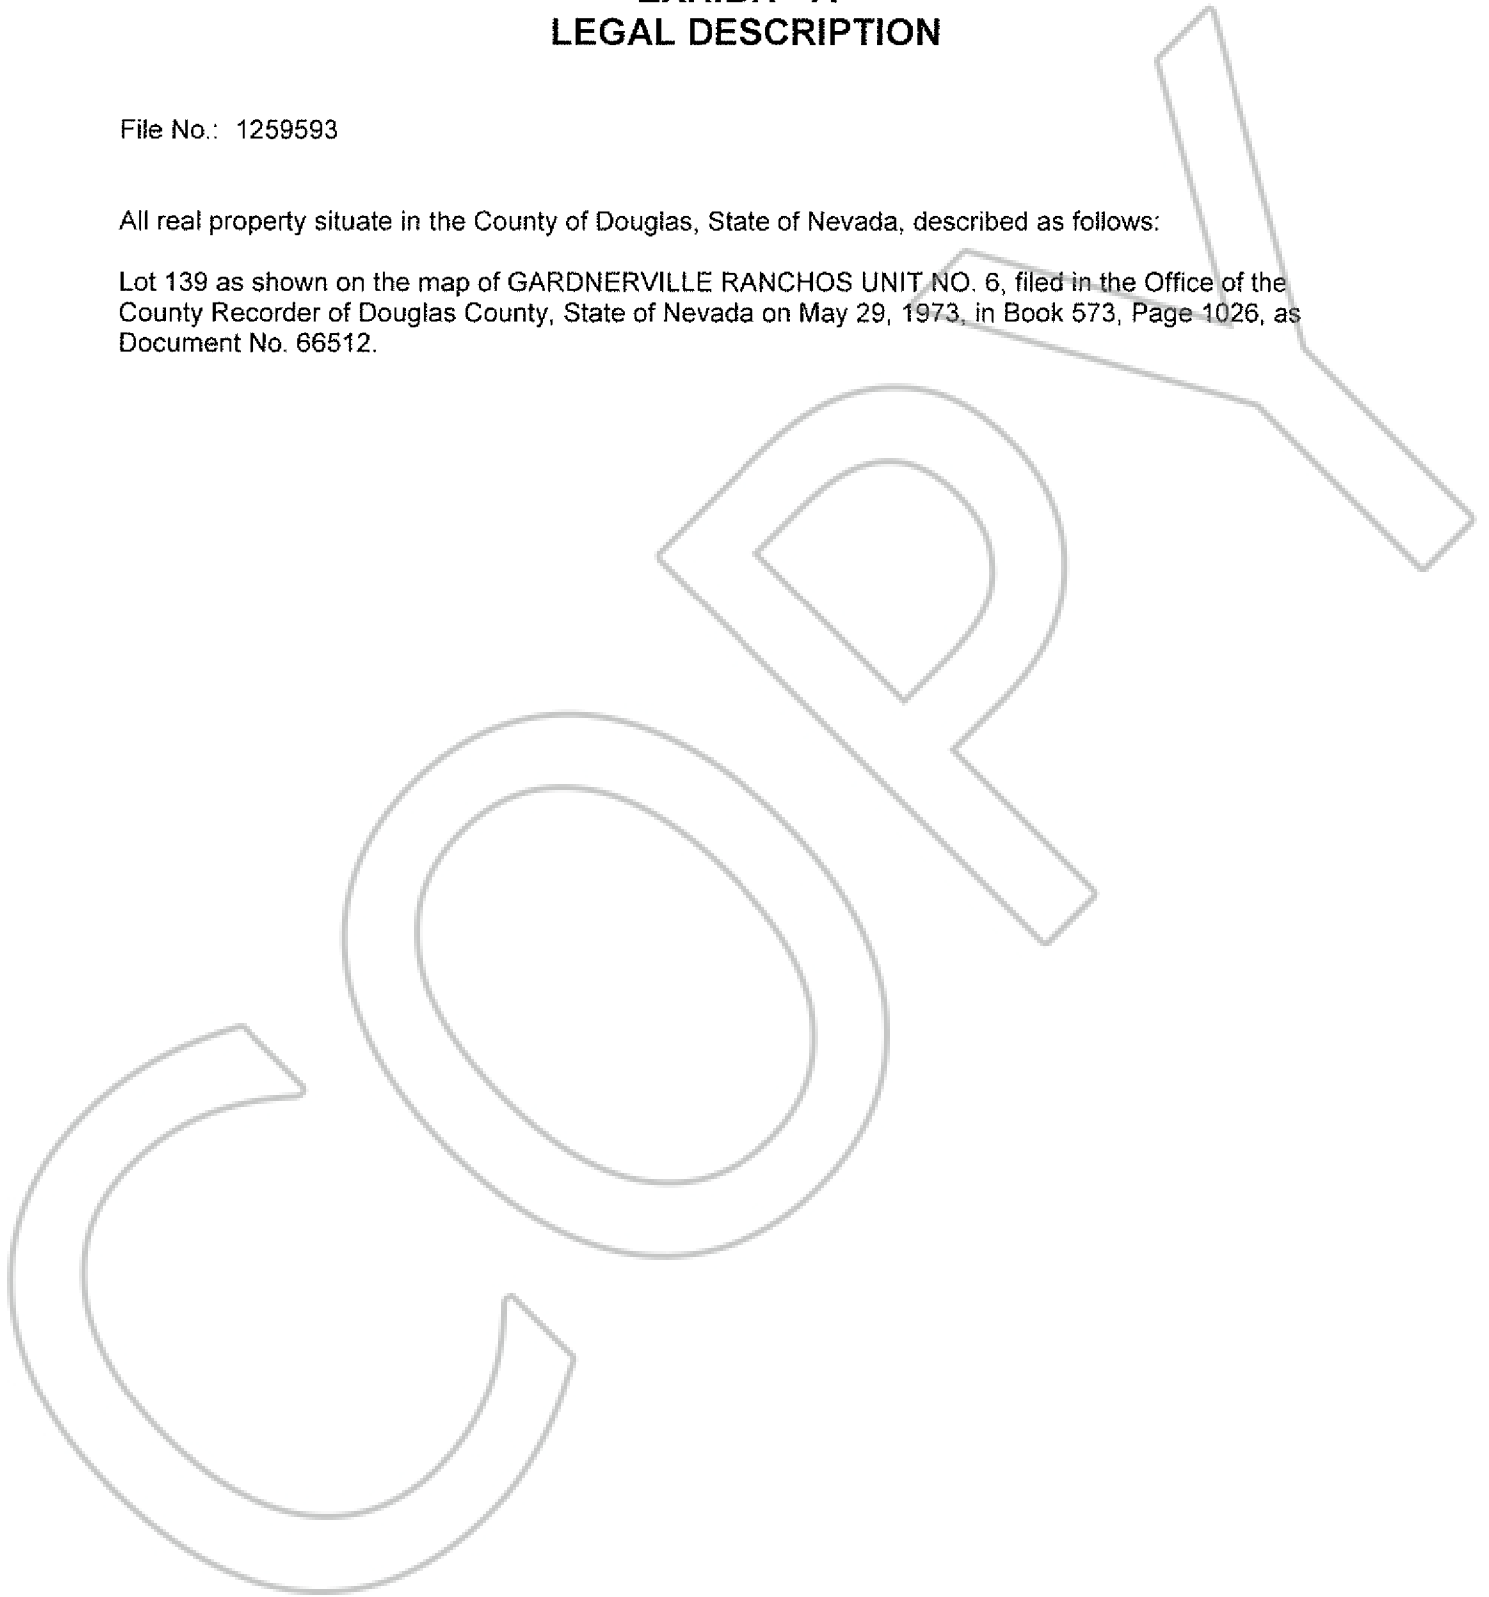 LEGAL DESCRIPTION
File No.: 1259593
All real property situate in the County of Douglas, State of Nevada, described as follows:
Lot 139 as shown on the map of GARDNERVILLE RANCHOS UNIT NO. 6, filed in the Office of the
County Recorder of Douglas County, State of Nevada on May 29, 1973, in Book 573, Page 1026, as
Document No. 66512.
COPY